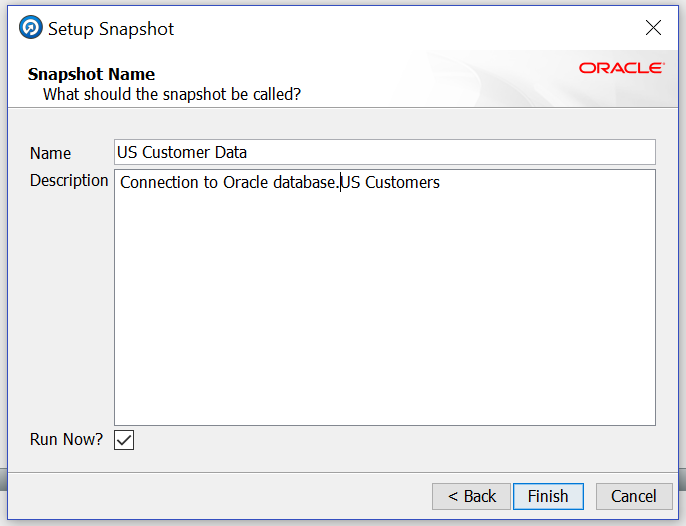 Setup Snapshot
Snapshot Name
ORACLE
What should the snapshot be called?
Name
US Customer Data
Description
Connection to Oracle database.US Customers
Run Now?
< Back
Finish
Cancel